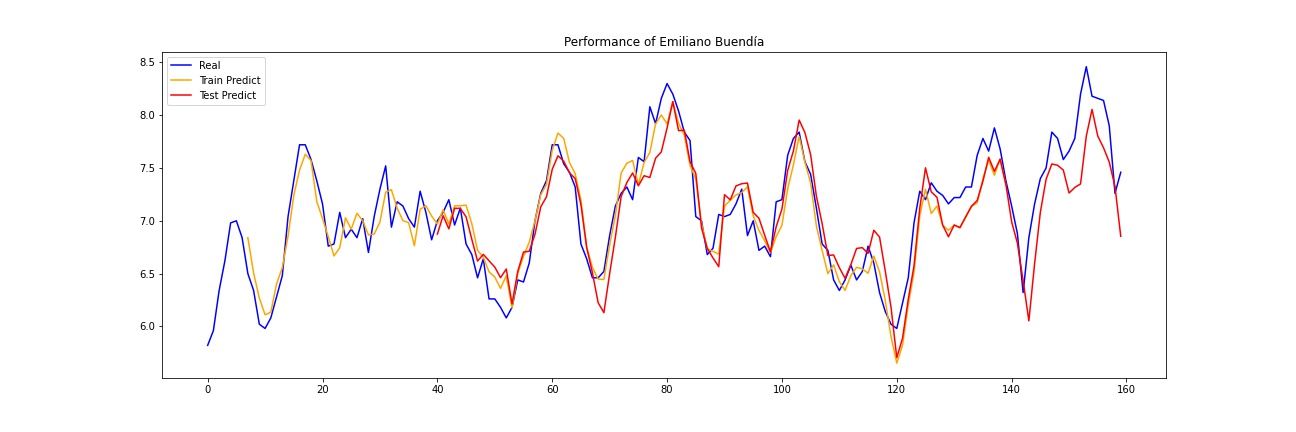 Performance of Emiliano Buendía
Real
Train Predict
Test Predict
8.5
8.0
7.5
7.0
6.5
6.0
0 20 40 60 80 100 120 140 160